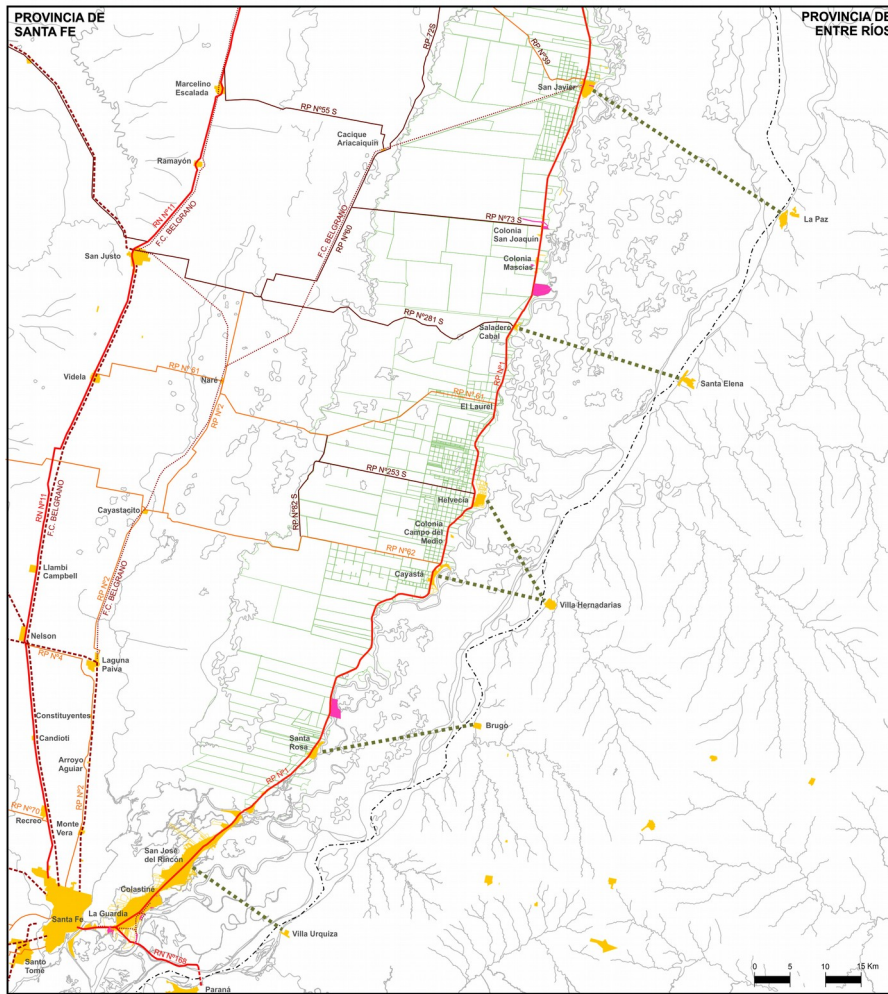 PROVINCIA DE
SANTA FE
PROVINCIA DE
ENTRE RÍOS
RP 72S
RP Nº39
Marcelino
Escalada
San Javier
RP Nº55 S
Cacique
Ariacaiquín
Ramayón
RN Nº11
F.C. BELGRANO
F.C. BELGRANO
RP Nº60
RP Nº73 S
La Paz
Colonia
San Joaquín
San Justo
Colonia
Mascias
RP Nº281 S
Saladero
Cabal
RP Nº1
Videla
RP Nº 61
Naré
Santa Elena
RP Nº61
El Laurel
RP Nº2
RP Nº253 S
RN Nº11
F.C. BELGRANO
RP Nº62 S
Helvecia
Cayastacito
Colonia
Campo del
Medio
RP Nº62
Llambi
Campbell
RP Nº2
F.C. BELGRANO
Cayastá
Villa Hernadarias
Nelson
RP Nº4
Laguna
Paiva
Constituyentes
Candioti
Santa
Rosa
Brugo
Arroyo
Aguiar
RP Nº1
RP Nº2
RP Nº70
Recreo
Monte
Vera
San José
del Rincón
Colastiné
La Guardia
Santa Fe
Villa Urquiza
Santo
Tomé
RN Nº168
Paraná
0 5 10 15 Km